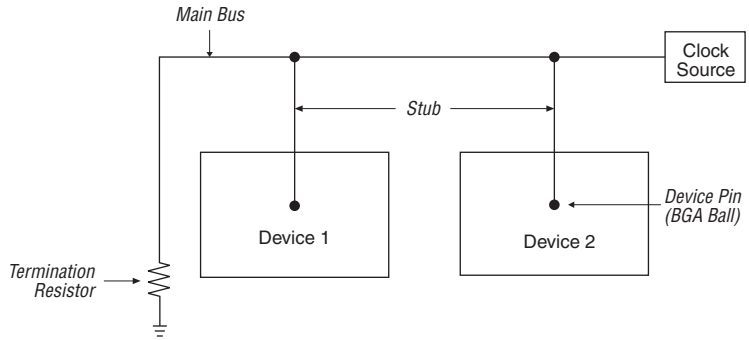 Main Bus
Clock
Source
Stub
Device Pin
(BGA Ball)
Device 1
Device 2
Termination
Resistor